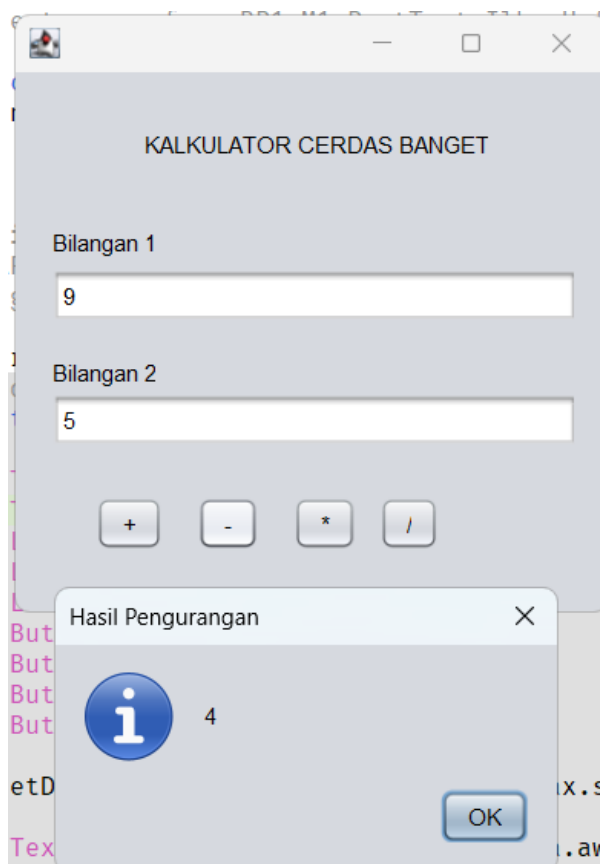 KALKULATOR CERDAS BANGET
Bilangan 1
9
Bilangan 2
5
+ - * /
Hasil Pengurangan
4
OK
But
But
But
But
etD
x.s
Tex
.aw